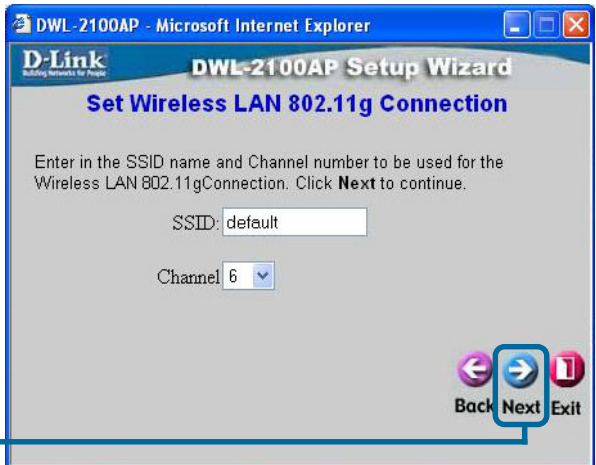 DWL-2100AP - Microsoft Internet Explorer
D-Link
Building Networks for People
DWL-2100AP Setup Wizard
Set Wireless LAN 802.11g Connection
Enter in the SSID name and Channel number to be used for the
Wireless LAN 802.11gConnection. Click Next to continue.
SSID: default
Channel 6
Back Next Exit